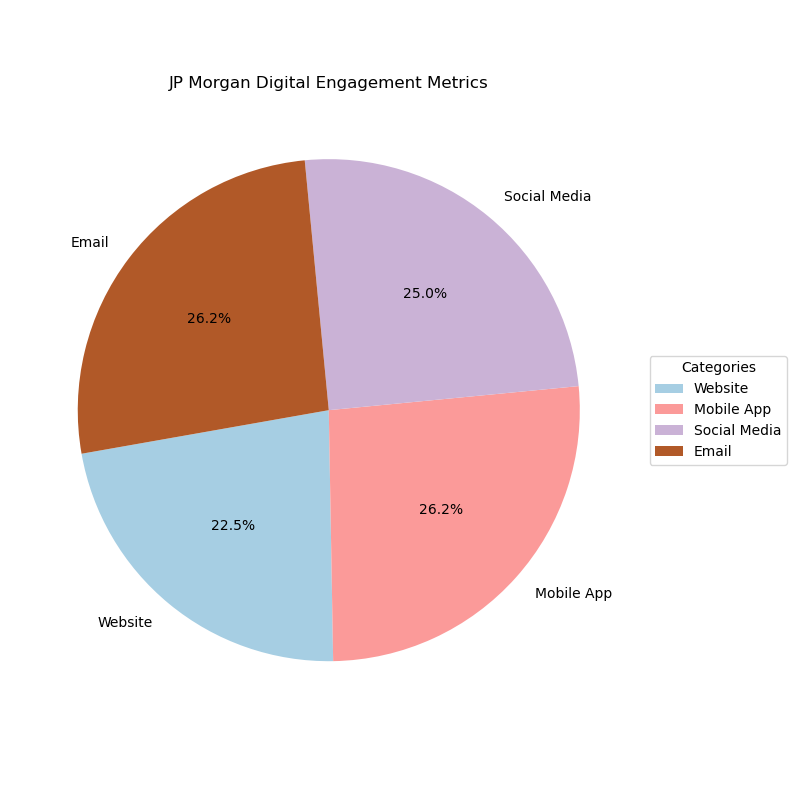 JP Morgan Digital Engagement Metrics
Social Media
Email
25.0%
26.2%
Categories
Website
Mobile App
Social Media
Email
26.2%
22.5%
Mobile App
Website